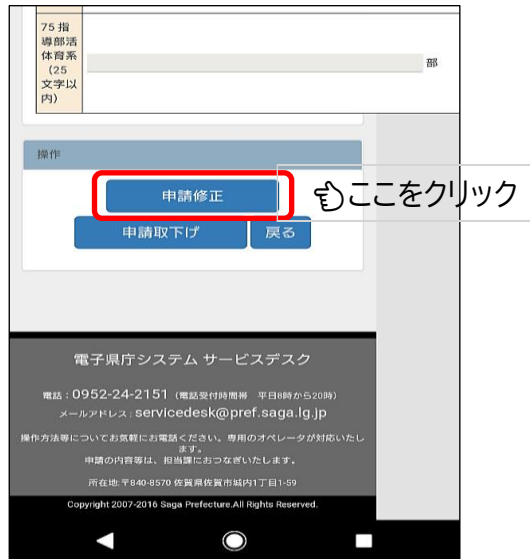 75 指
導部活
体育系
(25
文字以
内)
部
操作
申請修正
ここをクリック
申請取下げ 戻る
電子県庁システム サービスデスク
電話:0952-24-2151 (電話受付時間帯 平日8時から20時)
メールアドレス:servicedesk@pref.saga.lg.jp
操作方法等についてお気軽にお電話ください。専用のオペレータが対応いたし
ます。
申請の内容等は、担当課におつなぎいたします。
所在地:〒840-8570 佐賀県佐賀市城内1丁目1-59
Copyright 2007-2016 Saga Prefecture.All Rights Reserved.